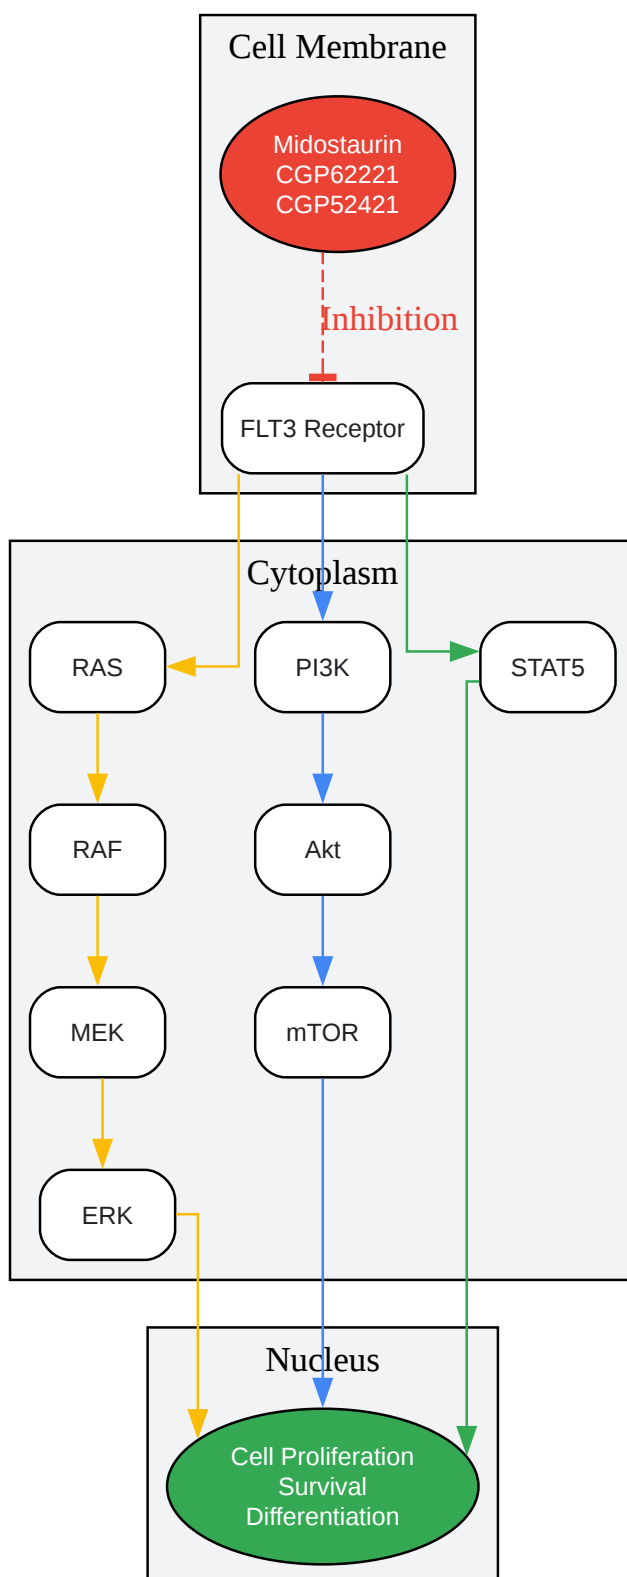 Cell Membrane
Midostaurin
CGP62221
CGP52421
Inhibition
FLT3 Receptor
Cytoplasm
RAS
PI3K
STAT5
RAF
Akt
MEK
mTOR
ERK
Nucleus
Cell Proliferation
Survival
Differentiation